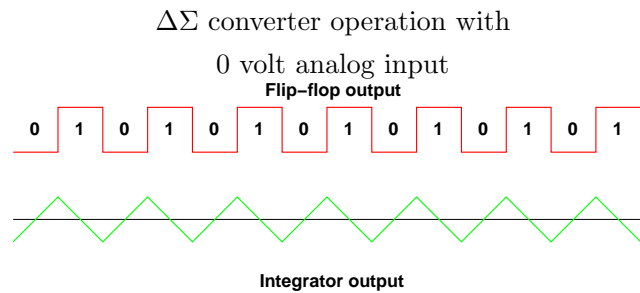 ΔΣ converter operation with
0 volt analog input
Flip−flop output
0 1 0 1 0 1 0 1 0 1 0 1 0 1
Integrator output